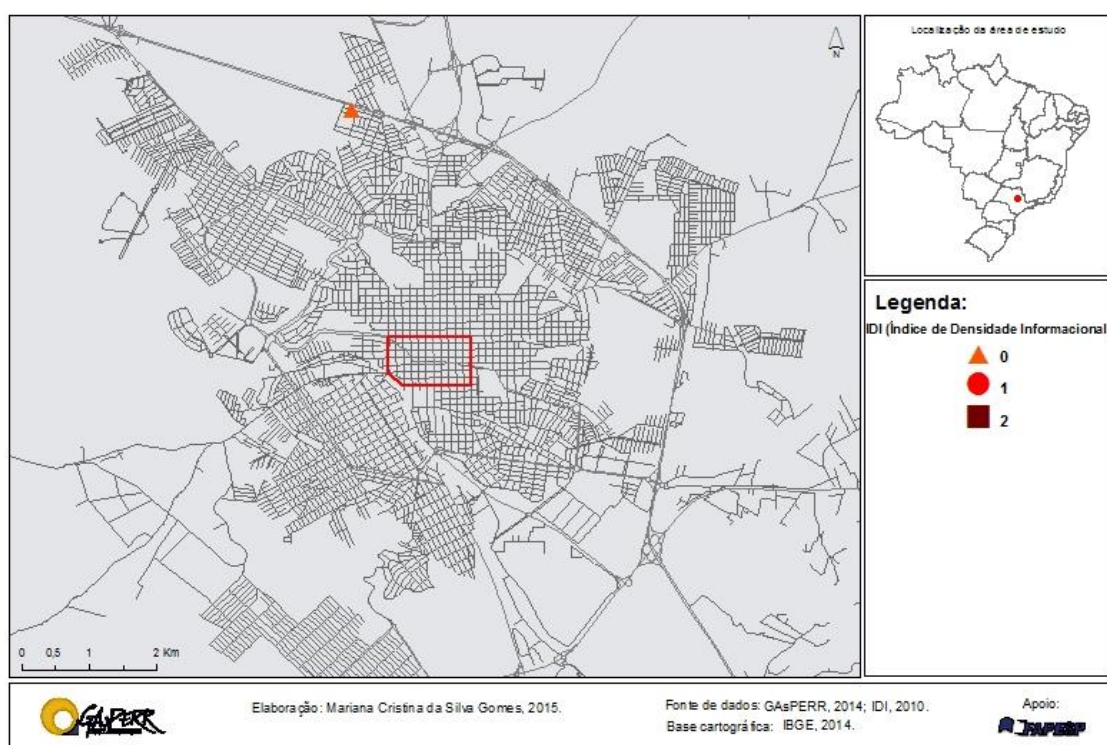 N
0 0,5 1 2 Km
Localização da área de estudo
Legenda:
IDI (Índice de Densidade Informacional
0
1
2
GAsPERR
Elaboração: Mariana Cristina da Silva Gomes, 2015.
Fonte de dados: GAsPERR, 2014; IDI, 2010.
Base cartográfica: IBGE, 2014.
Apoio:
FAPESP